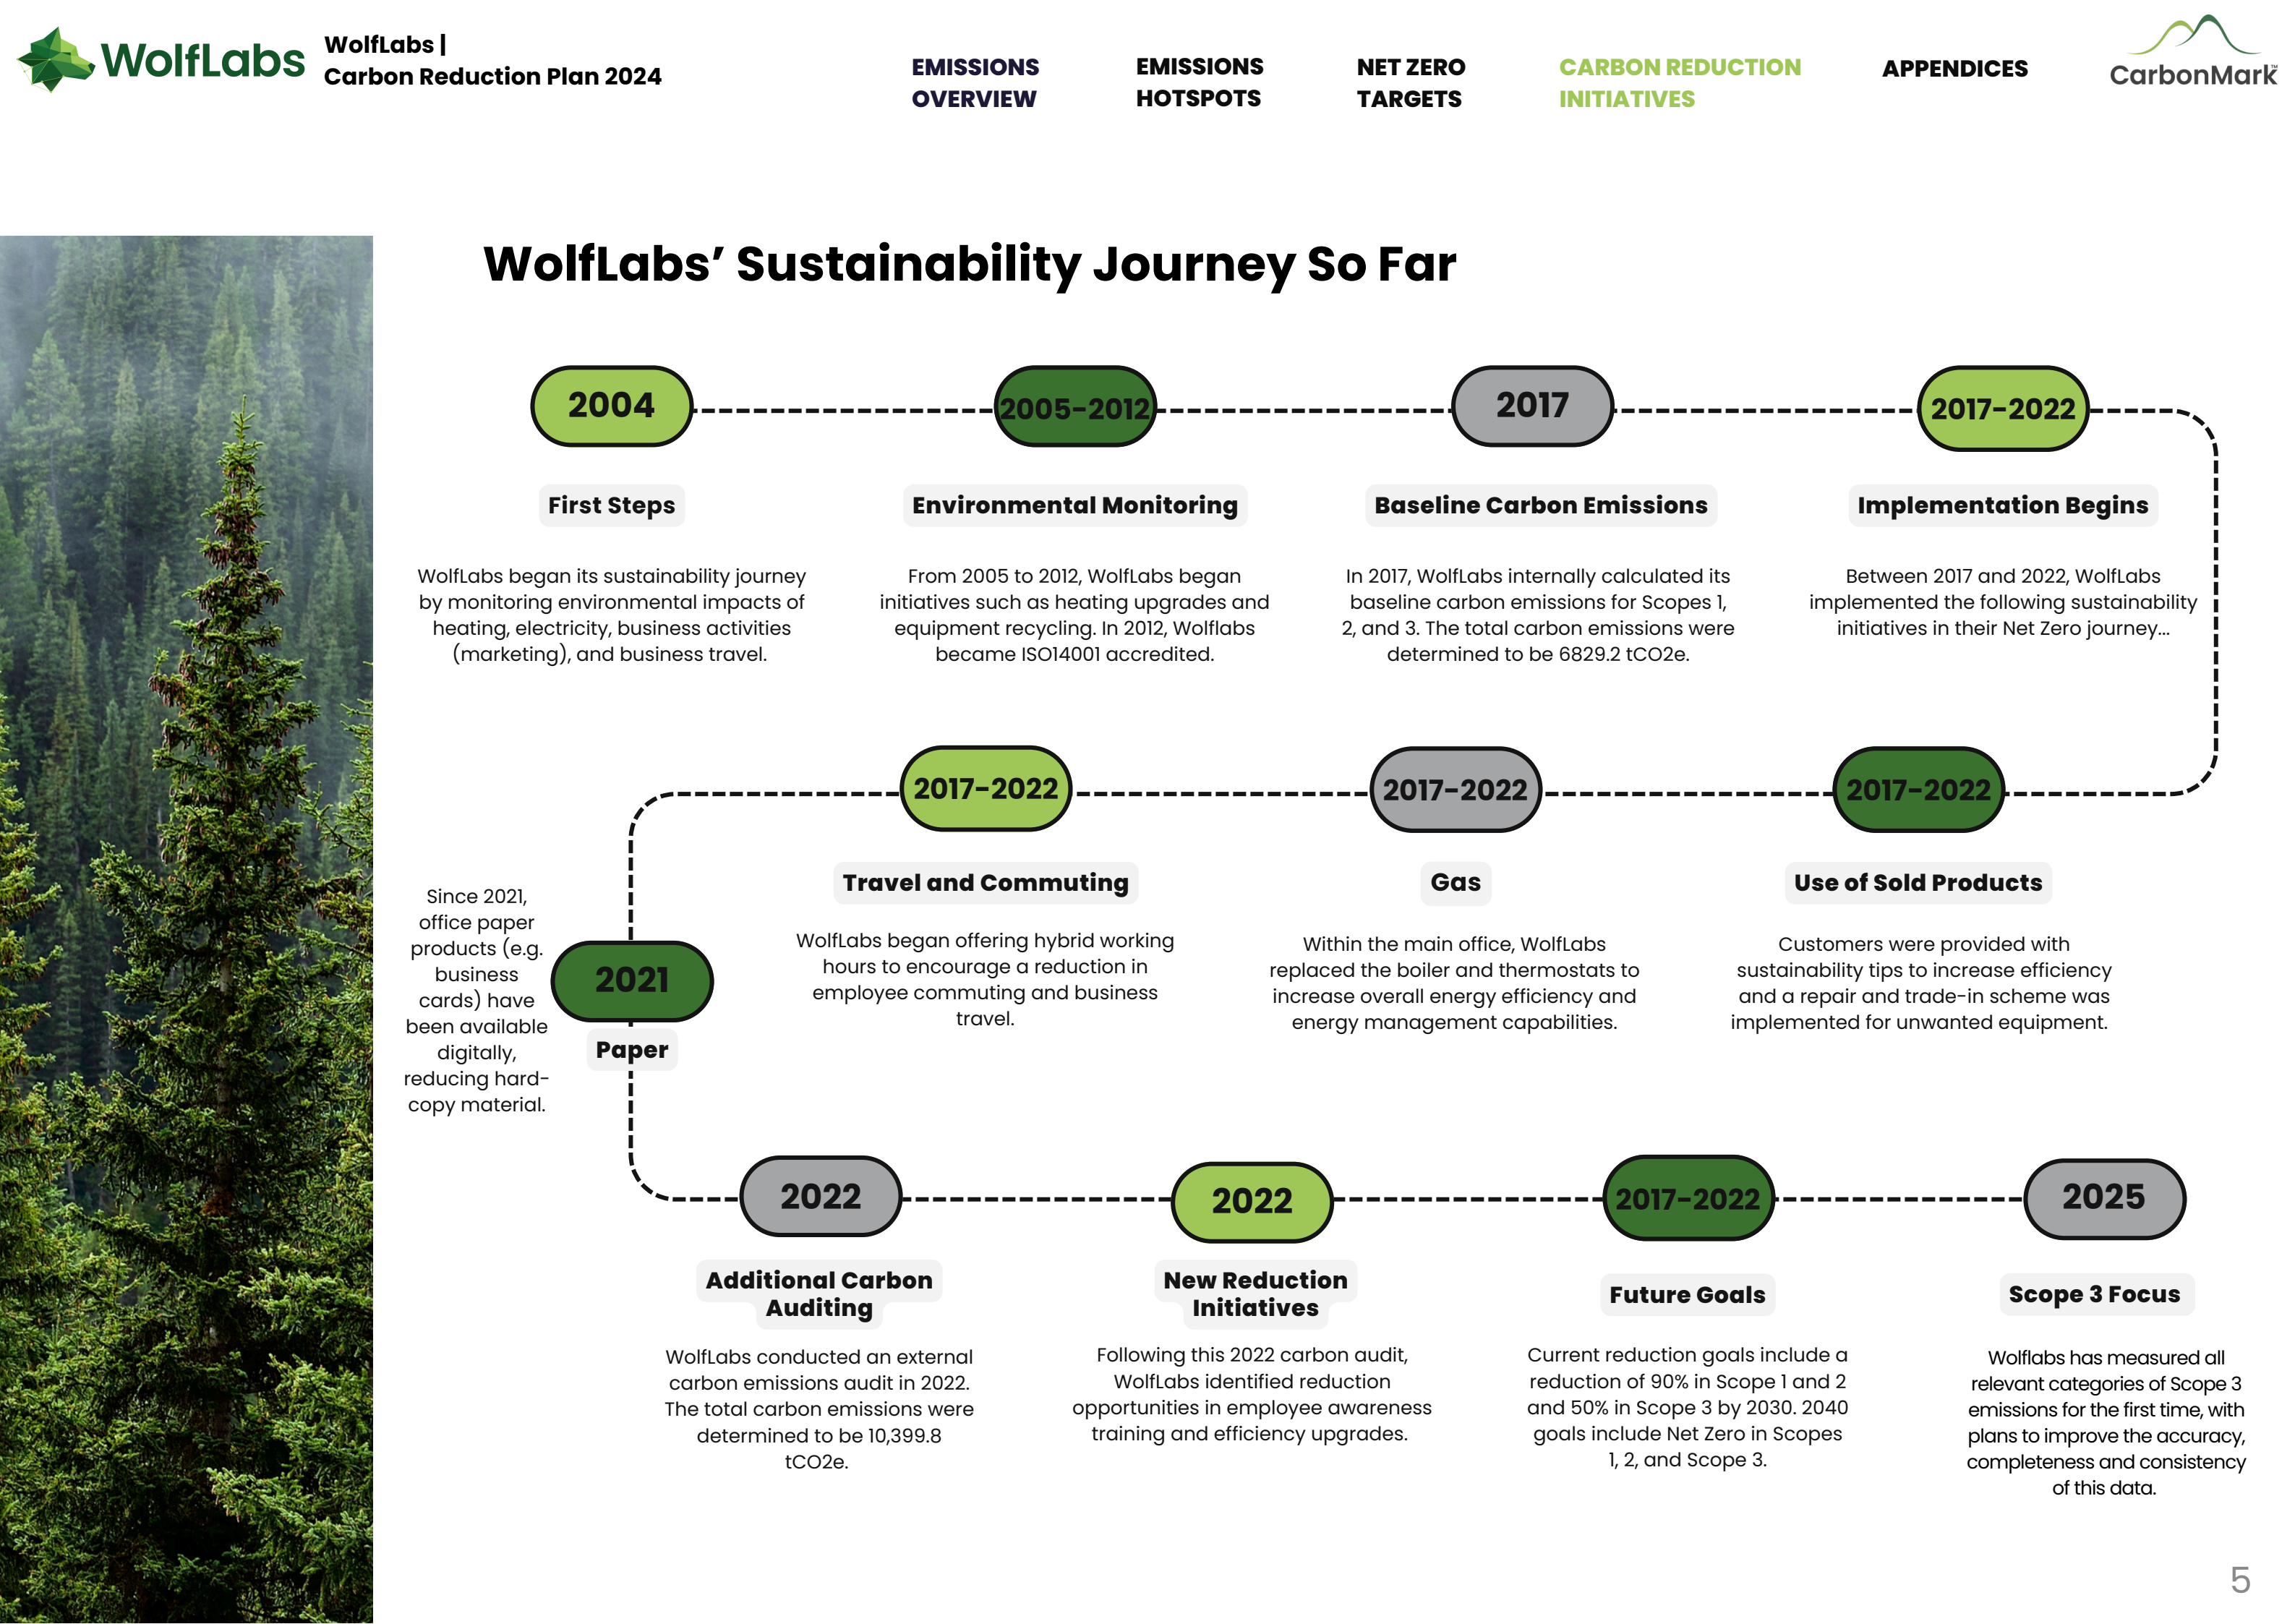 WolfLabs
WolfLabs |
Carbon Reduction Plan 2024
EMISSIONS
OVERVIEW
EMISSIONS
HOTSPOTS
NET ZERO
TARGETS
CARBON REDUCTION
INITIATIVES
APPENDICES
CarbonMark™
WolfLabs’ Sustainability Journey So Far
2004
First Steps
WolfLabs began its sustainability journey
by monitoring environmental impacts of
heating, electricity, business activities
(marketing), and business travel.
2005-2012
Environmental Monitoring
From 2005 to 2012, WolfLabs began
initiatives such as heating upgrades and
equipment recycling. In 2012, Wolflabs
became ISO14001 accredited.
2017
Baseline Carbon Emissions
In 2017, WolfLabs internally calculated its
baseline carbon emissions for Scopes 1,
2, and 3. The total carbon emissions were
determined to be 6829.2 tCO2e.
2017-2022
Implementation Begins
Between 2017 and 2022, WolfLabs
implemented the following sustainability
initiatives in their Net Zero journey...
2017-2022
Use of Sold Products
Customers were provided with
sustainability tips to increase efficiency
and a repair and trade-in scheme was
implemented for unwanted equipment.
2017-2022
Gas
Within the main office, WolfLabs
replaced the boiler and thermostats to
increase overall energy efficiency and
energy management capabilities.
2017-2022
Travel and Commuting
WolfLabs began offering hybrid working
hours to encourage a reduction in
employee commuting and business
travel.
2021
Paper
Since 2021,
office paper
products (e.g.
business
cards) have
been available
digitally,
reducing hard-
copy material.
2022
Additional Carbon
Auditing
WolfLabs conducted an external
carbon emissions audit in 2022.
The total carbon emissions were
determined to be 10,399.8
tCO2e.
2022
New Reduction
Initiatives
Following this 2022 carbon audit,
WolfLabs identified reduction
opportunities in employee awareness
training and efficiency upgrades.
2017-2022
Future Goals
Current reduction goals include a
reduction of 90% in Scope 1 and 2
and 50% in Scope 3 by 2030. 2040
goals include Net Zero in Scopes
1, 2, and Scope 3.
2025
Scope 3 Focus
Wolflabs has measured all
relevant categories of Scope 3
emissions for the first time, with
plans to improve the accuracy,
completeness and consistency
of this data.
5